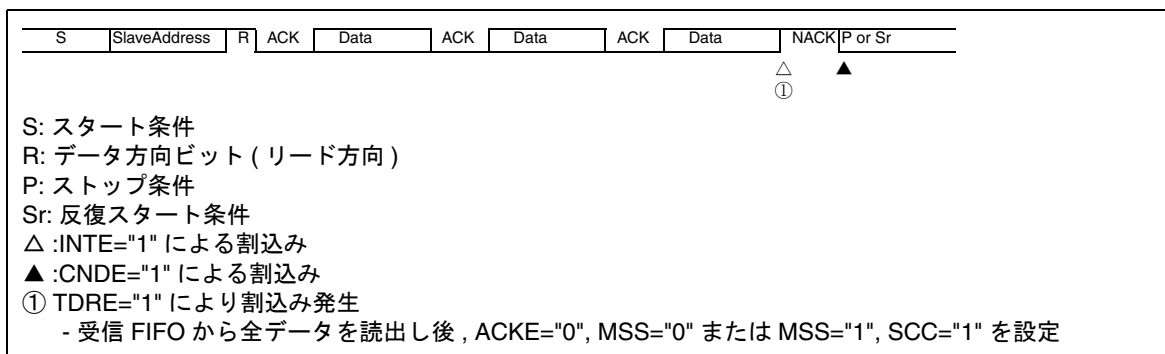 S SlaveAddress R ACK Data ACK Data ACK Data NACK P or Sr
△ ▲
①
S: スタート条件
R: データ方向ビット ( リード方向 )
P: ストップ条件
Sr: 反復スタート条件
△ :INTE="1" による割込み
▲ :CNDE="1" による割込み
① TDRE="1" により割込み発生
- 受信 FIFO から全データを読出し後 , ACKE="0", MSS="0" または MSS="1", SCC="1" を設定